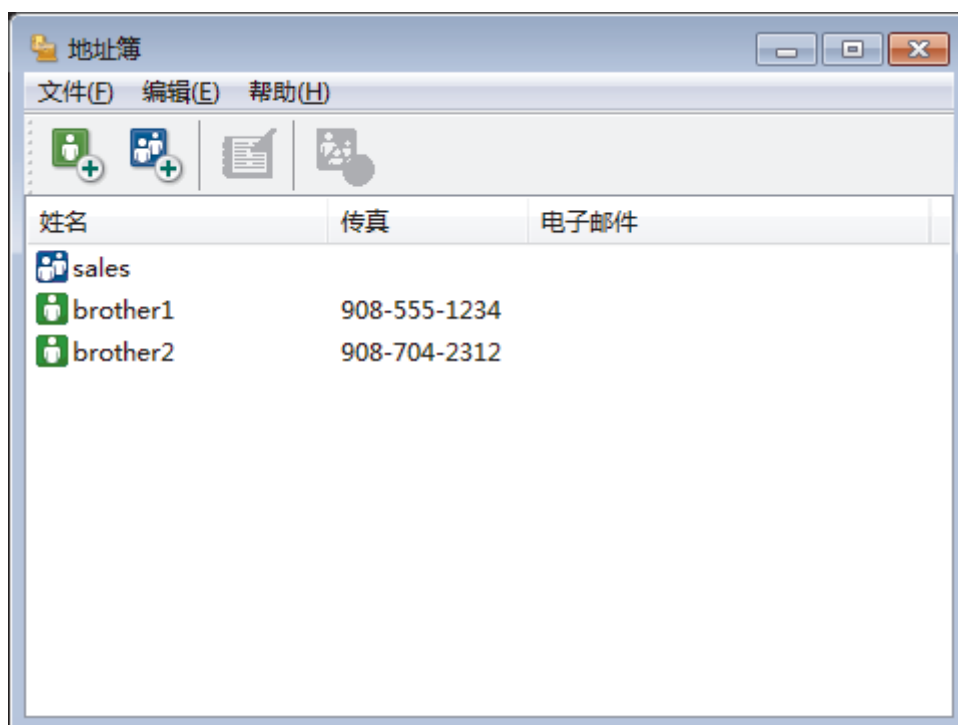 地址簿
文件(F) 编辑(E) 帮助(H)
姓名 传真 电子邮件
sales
brother1 908-555-1234
brother2 908-704-2312